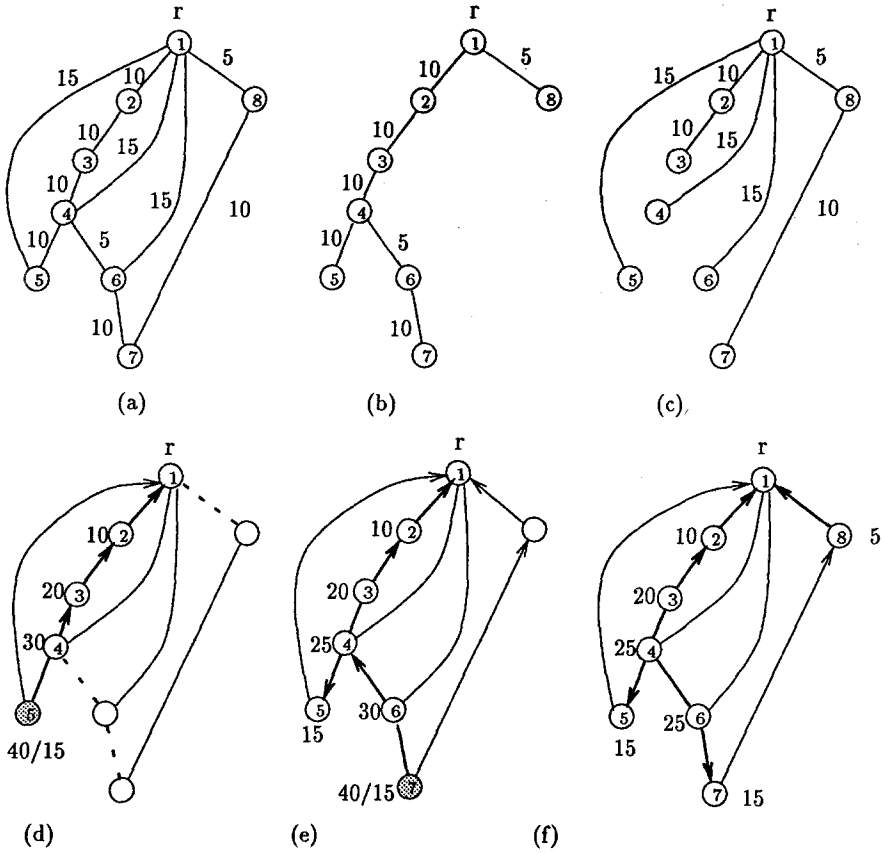 r r r
1 1 1
15 5 5 15 5
10 10 10
2 8 2 8 2 8
10 10 10
3 15 3 3 15
10 15 10 15
4 10 4 4 10
10 5 10 5
5 6 5 6 5 6
10 10
7 7 7
(a) (b) (c)
r r r
1 1 1
10 2 10 2 10 2 8 5
20 3 20 3 20 3
30 4 25 4 25 4
5 5 30 6 5 25 6
40/15 15 15
40/15 7 7 15
(d) (e) (f)